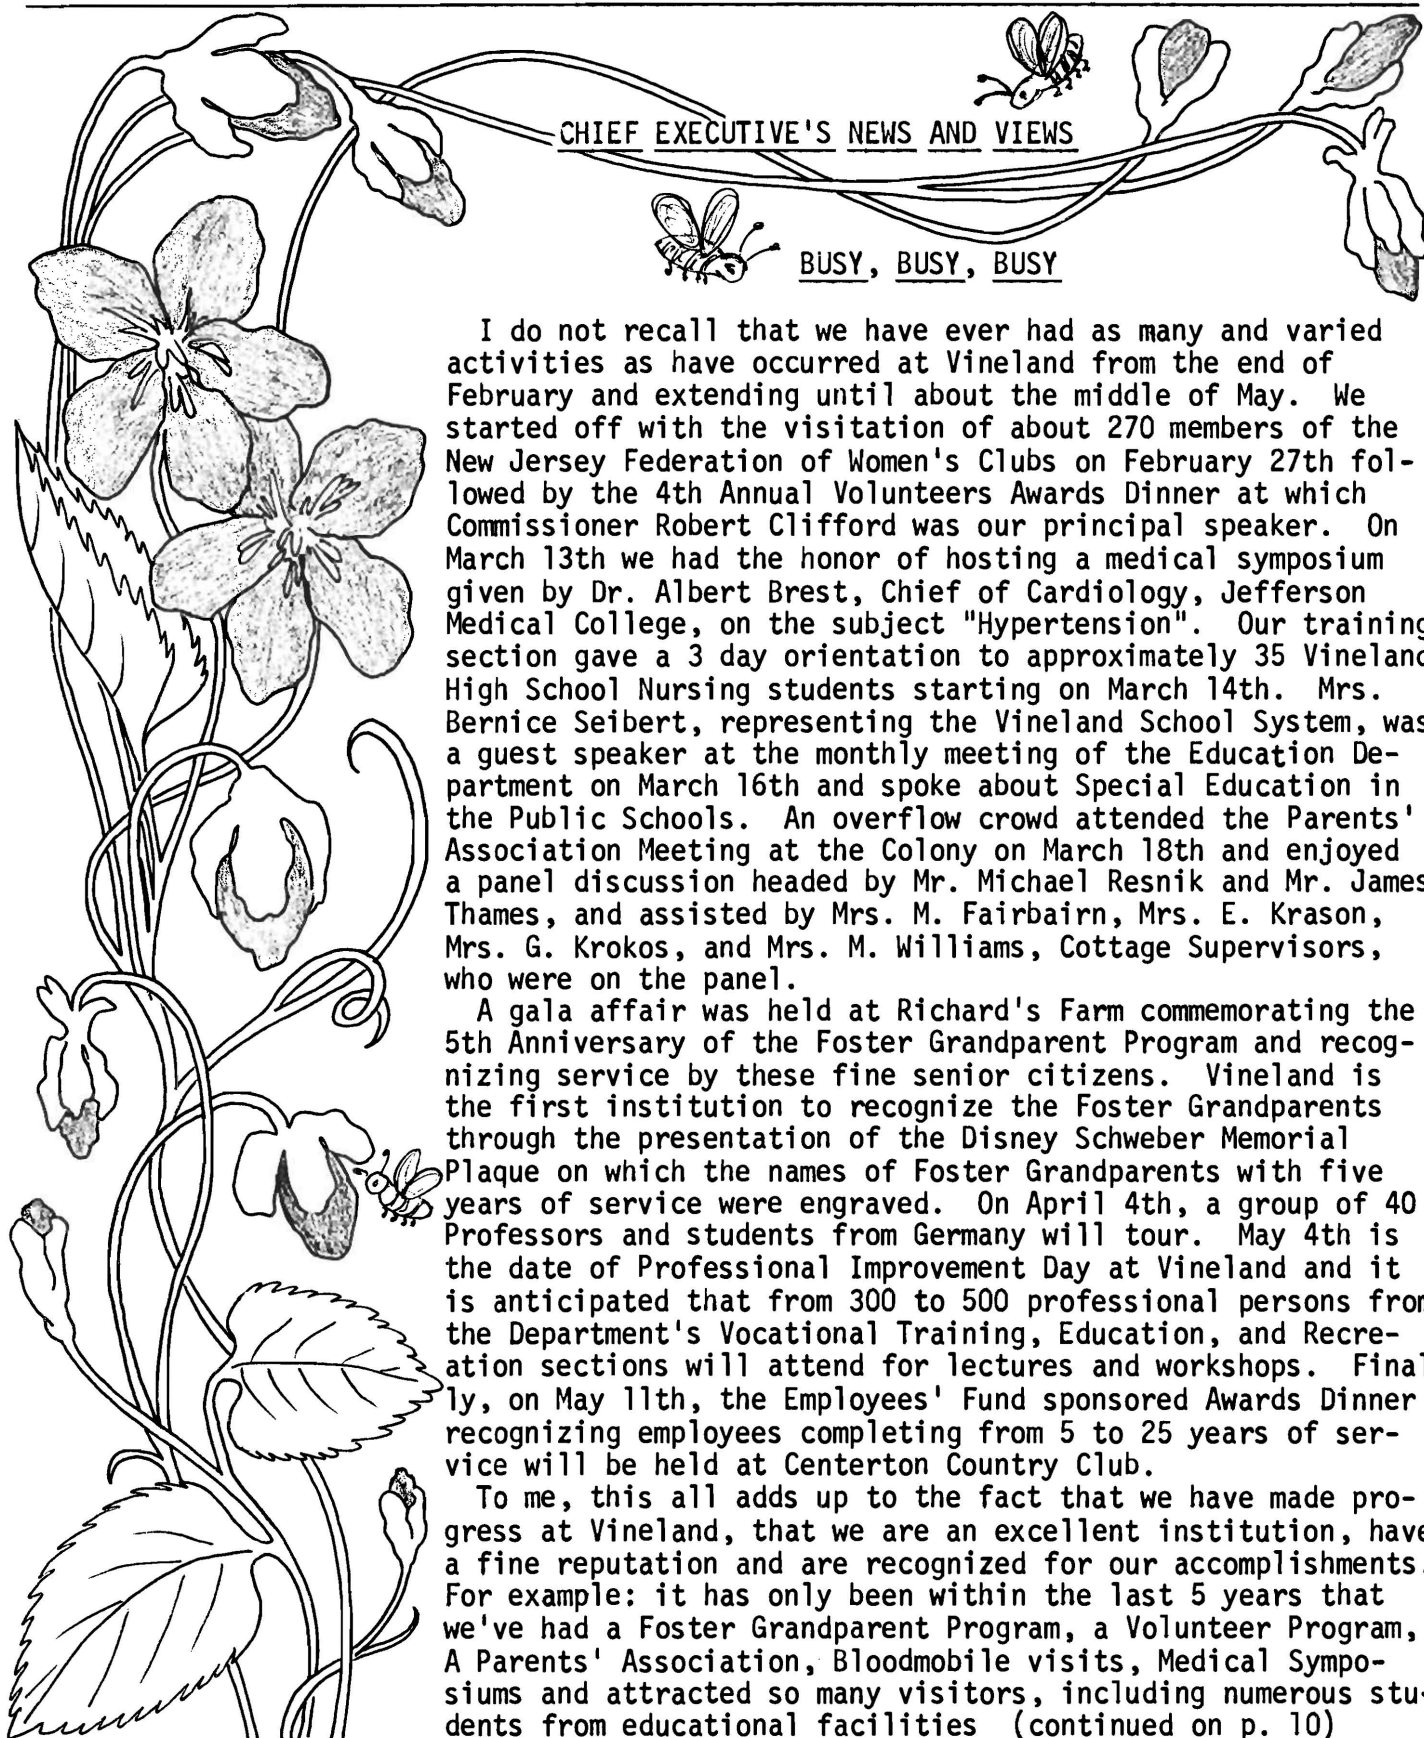 CHIEF EXECUTIVE'S NEWS AND VIEWS
BUSY, BUSY, BUSY
I do not recall that we have ever had as many and varied
activities as have occurred at Vineland from the end of
February and extending until about the middle of May. We
started off with the visitation of about 270 members of the
New Jersey Federation of Women's Clubs on February 27th fol-
lowed by the 4th Annual Volunteers Awards Dinner at which
Commissioner Robert Clifford was our principal speaker. On
March 13th we had the honor of hosting a medical symposium
given by Dr. Albert Brest, Chief of Cardiology, Jefferson
Medical College, on the subject "Hypertension". Our training
section gave a 3 day orientation to approximately 35 Vineland
High School Nursing students starting on March 14th. Mrs.
Bernice Seibert, representing the Vineland School System, was
a guest speaker at the monthly meeting of the Education De-
partment on March 16th and spoke about Special Education in
the Public Schools. An overflow crowd attended the Parents'
Association Meeting at the Colony on March 18th and enjoyed
a panel discussion headed by Mr. Michael Resnik and Mr. James
Thames, and assisted by Mrs. M. Fairbairn, Mrs. E. Krason,
Mrs. G. Krokos, and Mrs. M. Williams, Cottage Supervisors,
who were on the panel.
A gala affair was held at Richard's Farm commemorating the
5th Anniversary of the Foster Grandparent Program and recog-
nizing service by these fine senior citizens. Vineland is
the first institution to recognize the Foster Grandparents
through the presentation of the Disney Schweber Memorial
Plaque on which the names of Foster Grandparents with five
years of service were engraved. On April 4th, a group of 40
Professors and students from Germany will tour. May 4th is
the date of Professional Improvement Day at Vineland and it
is anticipated that from 300 to 500 professional persons from
the Department's Vocational Training, Education, and Recre-
ation sections will attend for lectures and workshops. Final
ly, on May 11th, the Employees' Fund sponsored Awards Dinner
recognizing employees completing from 5 to 25 years of ser-
vice will be held at Centerton Country Club.
To me, this all adds up to the fact that we have made pro-
gress at Vineland, that we are an excellent institution, have
a fine reputation and are recognized for our accomplishments.
For example: it has only been within the last 5 years that
we've had a Foster Grandparent Program, a Volunteer Program,
A Parents' Association, Bloodmobile visits, Medical Sympo-
siums and attracted so many visitors, including numerous stu-
dents from educational facilities (continued on p. 10)